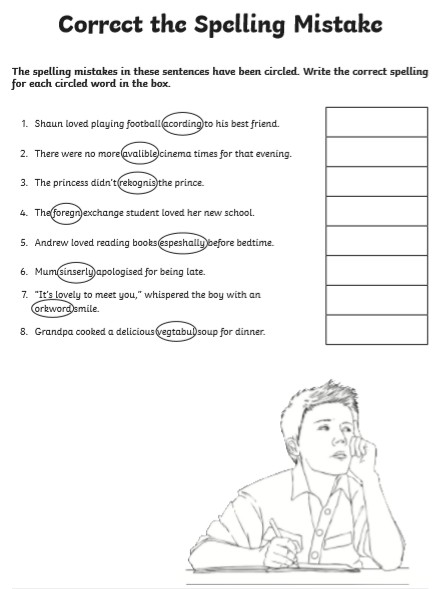 Correct the Spelling Mistake
The spelling mistakes in these sentences have been circled. Write the correct spelling
for each circled word in the box.
1. Shaun loved playing football acording to his best friend.
2. There were no more avalible cinema times for that evening.
3. The princess didn't rekognis the prince.
4. The foregn exchange student loved her new school.
5. Andrew loved reading books espeshally before bedtime.
6. Mum sinserly apologised for being late.
7. "It's lovely to meet you," whispered the boy with an
orkword smile.
8. Grandpa cooked a delicious vegtabul soup for dinner.